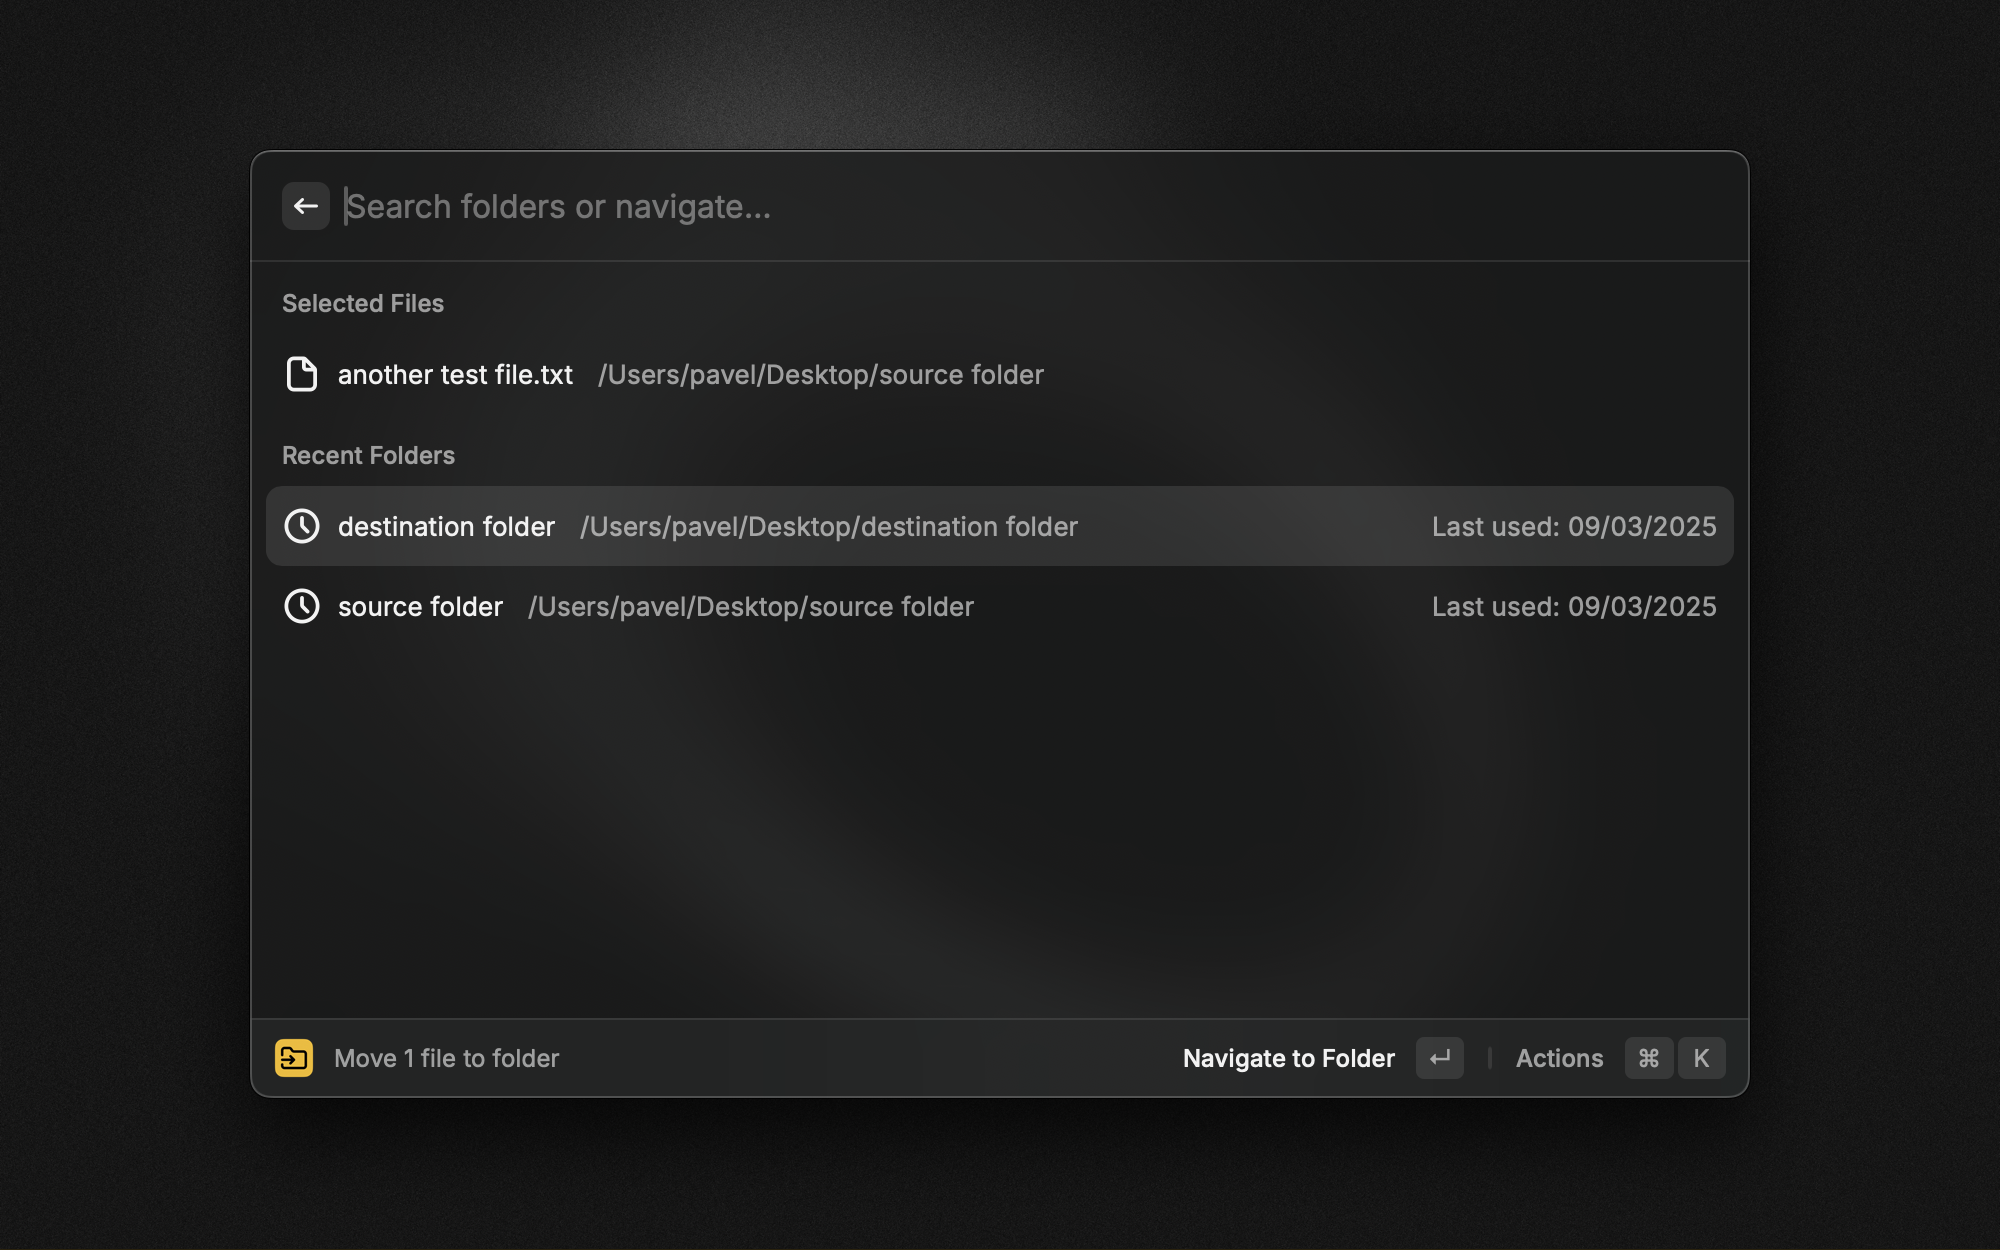 Search folders or navigate...
Selected Files
another test file.txt /Users/pavel/Desktop/source folder
Recent Folders
destination folder /Users/pavel/Desktop/destination folder Last used: 09/03/2025
source folder /Users/pavel/Desktop/source folder Last used: 09/03/2025
Move 1 file to folder Navigate to Folder ↵ Actions ⌘ K